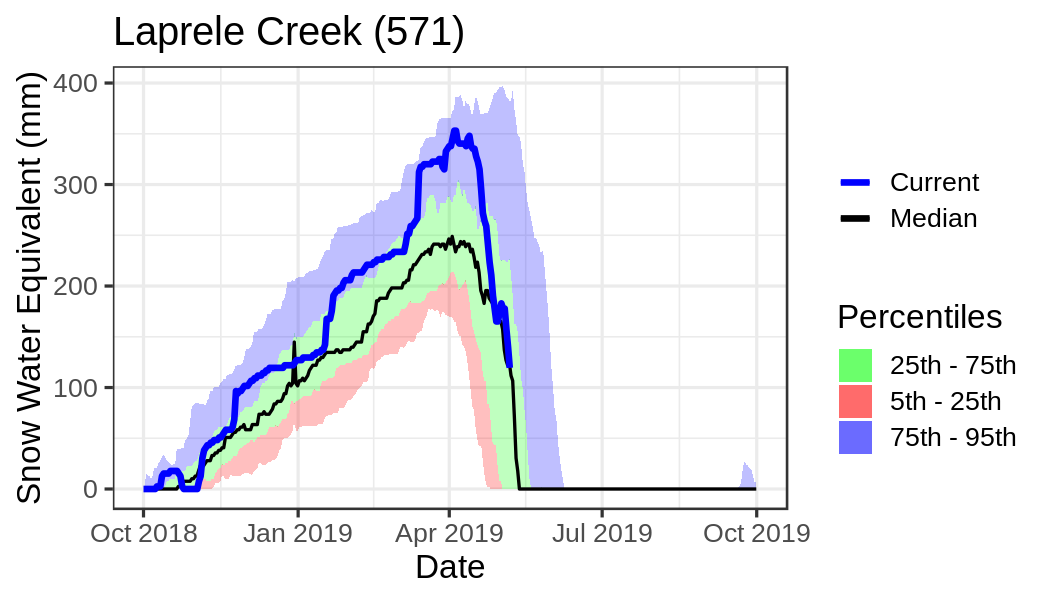 Laprele Creek (571)
Snow Water Equivalent (mm)
400
300
200
100
0
Oct 2018
Jan 2019
Apr 2019
Jul 2019
Oct 2019
Date
Current
Median
Percentiles
25th - 75th
5th - 25th
75th - 95th